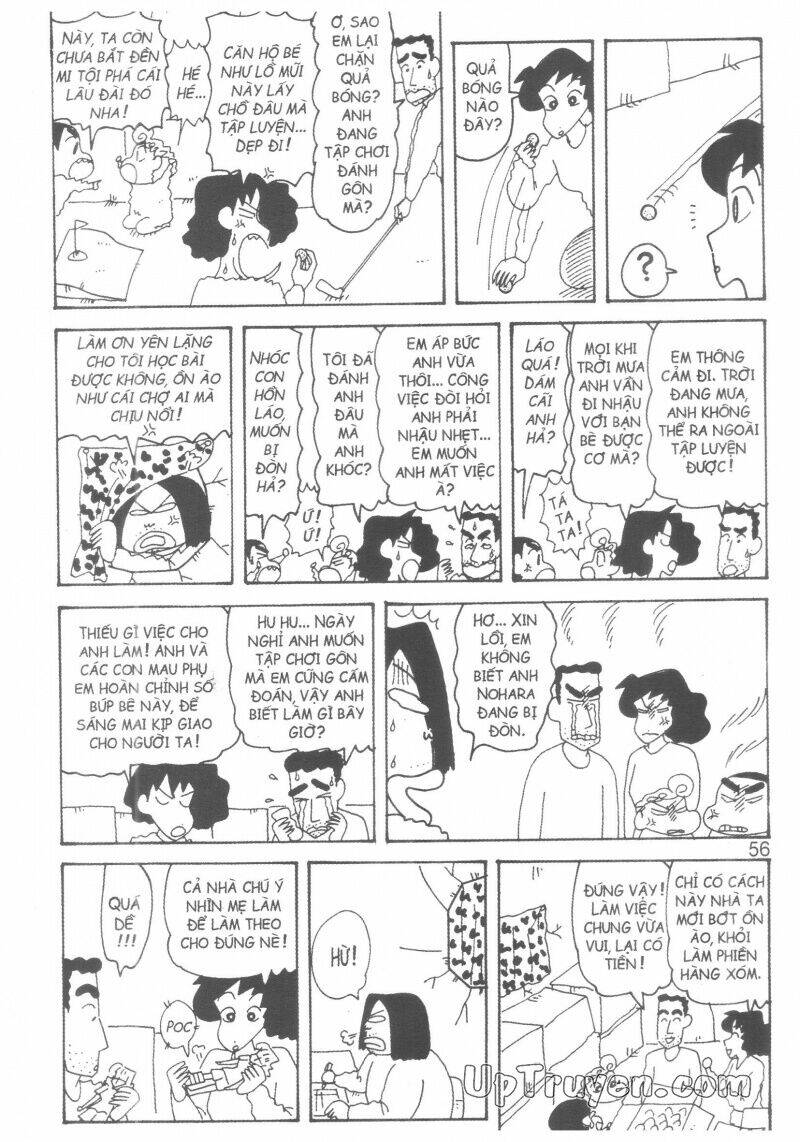 ?
QUẢ
BÓNG
NÀO
ĐÂY?
Ơ, SAO
EM LẠI
CHẶN
QUẢ
BÓNG?
ANH
ĐANG
TẬP CHƠI
ĐÁNH
GÔN
MÀ?
CĂN HỘ BÉ
NHƯ LỖ MŨI
NÀY LẤY
CHỖ ĐÂU MÀ
TẬP LUYỆN...
DẸP ĐI!
HÉ
HÉ...
NÀY, TA CÒN
CHƯA BẮT ĐỀN
MI TỘI PHÁ CÁI
LÂU ĐÀI ĐÓ
NHA!
EM THÔNG
CẢM ĐI. TRỜI
ĐANG MƯA,
ANH KHÔNG
THỂ RA NGOÀI
TẬP LUYỆN
ĐƯỢC!
MỌI KHI
TRỜI MƯA
ANH VẪN
ĐI NHẬU
VỚI BẠN
BÈ ĐƯỢC
CƠ MÀ?
LÁO
QUÁ! DÁM
CÃI
ANH
HẢ?
TÁ
TA
TA!
EM ÁP BỨC
ANH VỪA
THÔI... CÔNG
VIỆC ĐÒI HỎI
ANH PHẢI
NHẬU NHẸT...
EM MUỐN
ANH MẤT VIỆC
À?
TÔI ĐÃ
ĐÁNH
ANH
ĐÂU
MÀ
ANH
KHÓC?
NHÓC
CON
HỖN
LÁO,
MUỐN
BỊ
ĐÒN
HẢ?
Ứ!
Ứ!
LÀM ƠN YÊN LẶNG
CHO TÔI HỌC BÀI
ĐƯỢC KHÔNG, ỒN ÀO
NHƯ CÁI CHỢ AI MÀ
CHỊU NỔI!
HƠ... XIN
LỖI, EM
KHÔNG
BIẾT ANH
NOHARA
ĐANG BỊ
ĐÒN.
HU HU... NGÀY
NGHỈ ANH MUỐN
TẬP CHƠI GÔN
MÀ EM CŨNG CẤM
ĐOÁN, VẬY ANH
BIẾT LÀM GÌ BÂY
GIỜ?
THIẾU GÌ VIỆC CHO
ANH LÀM! ANH VÀ
CÁC CON MAU PHỤ
EM HOÀN CHỈNH SỐ
BÚP BÊ NÀY, ĐỂ
SÁNG MAI KỊP GIAO
CHO NGƯỜI TA!
56
CHỈ CÓ CÁCH
NÀY NHÀ TA
MỚI BỚT ỒN
ÀO, KHỎI
LÀM PHIỀN
HÀNG XÓM.
ĐÚNG VẬY!
LÀM VIỆC
CHUNG VỪA
VUI, LẠI CÓ
TIỀN!
HỪ!
CẢ NHÀ CHÚ Ý
NHÌN MẸ LÀM
ĐỂ LÀM THEO
CHO ĐÚNG NÈ!
POC
QUÁ
DỄ
!!!
UpTruyen.com